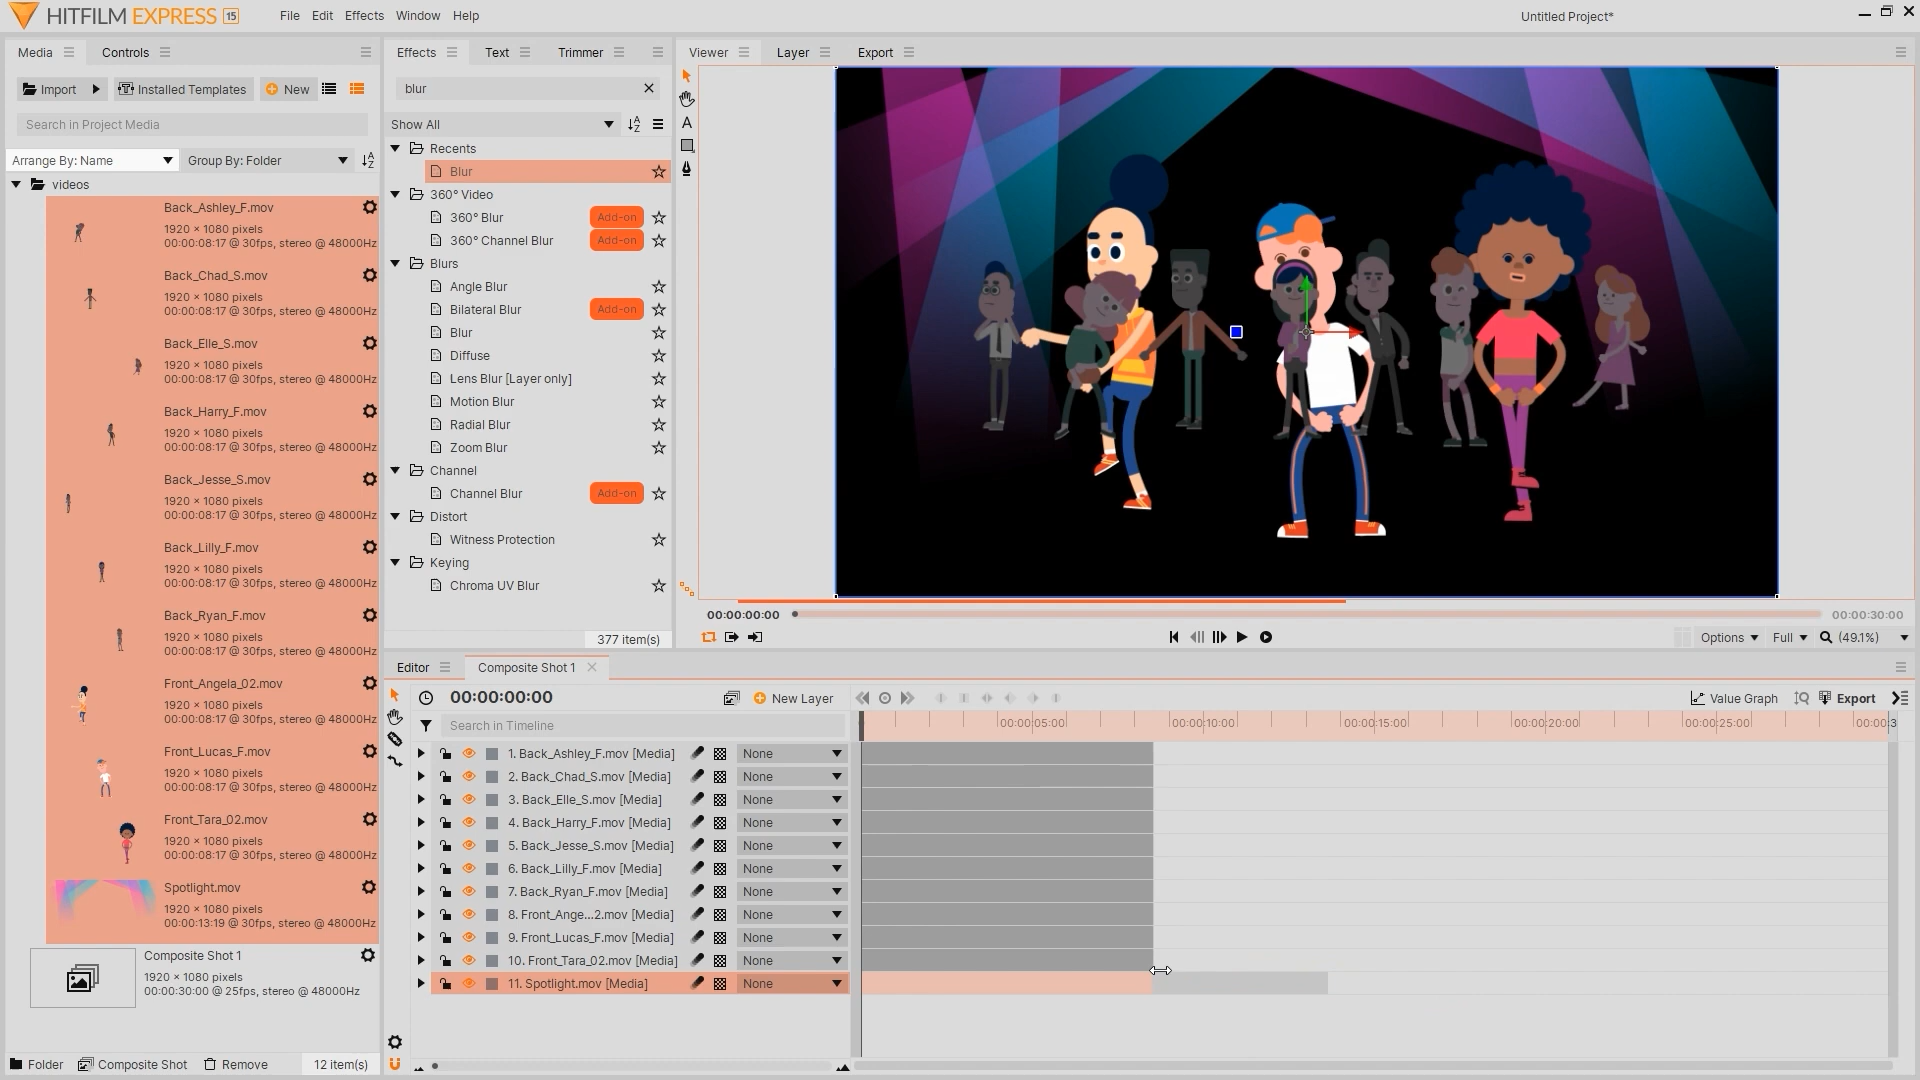 HITFILM EXPRESS 15
File Edit Effects Window Help
Untitled Project*
Media Controls
Import Installed Templates New
Search in Project Media
Arrange By: Name Group By: Folder
videos
Back_Ashley_F.mov
1920 × 1080 pixels
00:00:08:17 @ 30fps, stereo @ 48000Hz
Back_Chad_S.mov
1920 × 1080 pixels
00:00:08:17 @ 30fps, stereo @ 48000Hz
Back_Elle_S.mov
1920 × 1080 pixels
00:00:08:17 @ 30fps, stereo @ 48000Hz
Back_Harry_F.mov
1920 × 1080 pixels
00:00:08:17 @ 30fps, stereo @ 48000Hz
Back_Jesse_S.mov
1920 × 1080 pixels
00:00:08:17 @ 30fps, stereo @ 48000Hz
Back_Lilly_F.mov
1920 × 1080 pixels
00:00:08:17 @ 30fps, stereo @ 48000Hz
Back_Ryan_F.mov
1920 × 1080 pixels
00:00:08:17 @ 30fps, stereo @ 48000Hz
Front_Angela_02.mov
1920 × 1080 pixels
00:00:08:17 @ 30fps, stereo @ 48000Hz
Front_Lucas_F.mov
1920 × 1080 pixels
00:00:08:17 @ 30fps, stereo @ 48000Hz
Front_Tara_02.mov
1920 × 1080 pixels
00:00:08:17 @ 30fps, stereo @ 48000Hz
Spotlight.mov
1920 × 1080 pixels
00:00:13:19 @ 30fps, stereo @ 48000Hz
Composite Shot 1
1920 × 1080 pixels
00:00:30:00 @ 25fps, stereo @ 48000Hz
Folder Composite Shot Remove 12 item(s)
Effects Text Trimmer
blur
Show All
Recents
Blur
360° Video
360° Blur Add-on
360° Channel Blur Add-on
Blurs
Angle Blur
Bilateral Blur Add-on
Blur
Diffuse
Lens Blur [Layer only]
Motion Blur
Radial Blur
Zoom Blur
Channel
Channel Blur Add-on
Distort
Witness Protection
Keying
Chroma UV Blur
377 item(s)
Viewer Layer Export
A
00:00:00:00 00:00:30:00
Options Full (49.1%)
Editor Composite Shot 1
00:00:00:00 New Layer Value Graph Export
Search in Timeline
00:00:05:00 00:00:10:00 00:00:15:00 00:00:20:00 00:00:25:00 00:00:3
1. Back_Ashley_F.mov [Media] None
2. Back_Chad_S.mov [Media] None
3. Back_Elle_S.mov [Media] None
4. Back_Harry_F.mov [Media] None
5. Back_Jesse_S.mov [Media] None
6. Back_Lilly_F.mov [Media] None
7. Back_Ryan_F.mov [Media] None
8. Front_Ange...2.mov [Media] None
9. Front_Lucas_F.mov [Media] None
10. Front_Tara_02.mov [Media] None
11. Spotlight.mov [Media] None